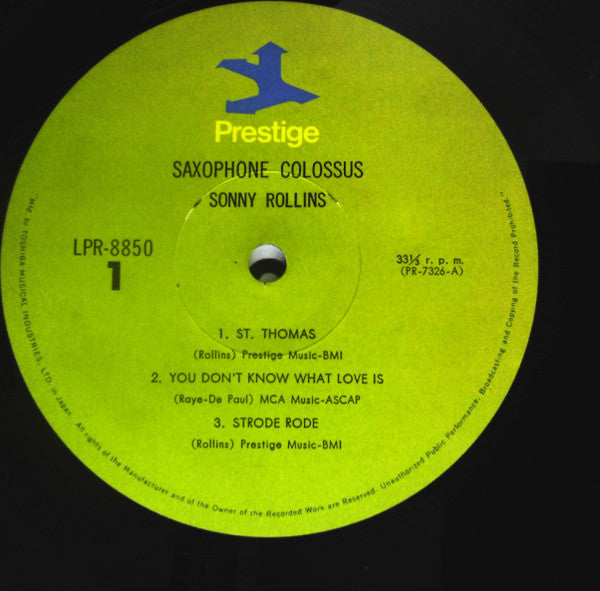 Prestige
SAXOPHONE COLOSSUS
SONNY ROLLINS
LPR-8850
1
33⅓ r. p. m.
(PR-7326-A)
1. ST. THOMAS
(Rollins) Prestige Music-BMI
2. YOU DON'T KNOW WHAT LOVE IS
(Raye-De Paul) MCA Music-ASCAP
3. STRODE RODE
(Rollins) Prestige Music-BMI
"Mfd by TOSHIBA MUSICAL INDUSTRIES, LTD. in Japan. All rights of the Manufacturer and of the Owner of the Recorded Work are Reserved. Unauthorized Public Performance, Broadcasting and Copying of the Record Prohibited."